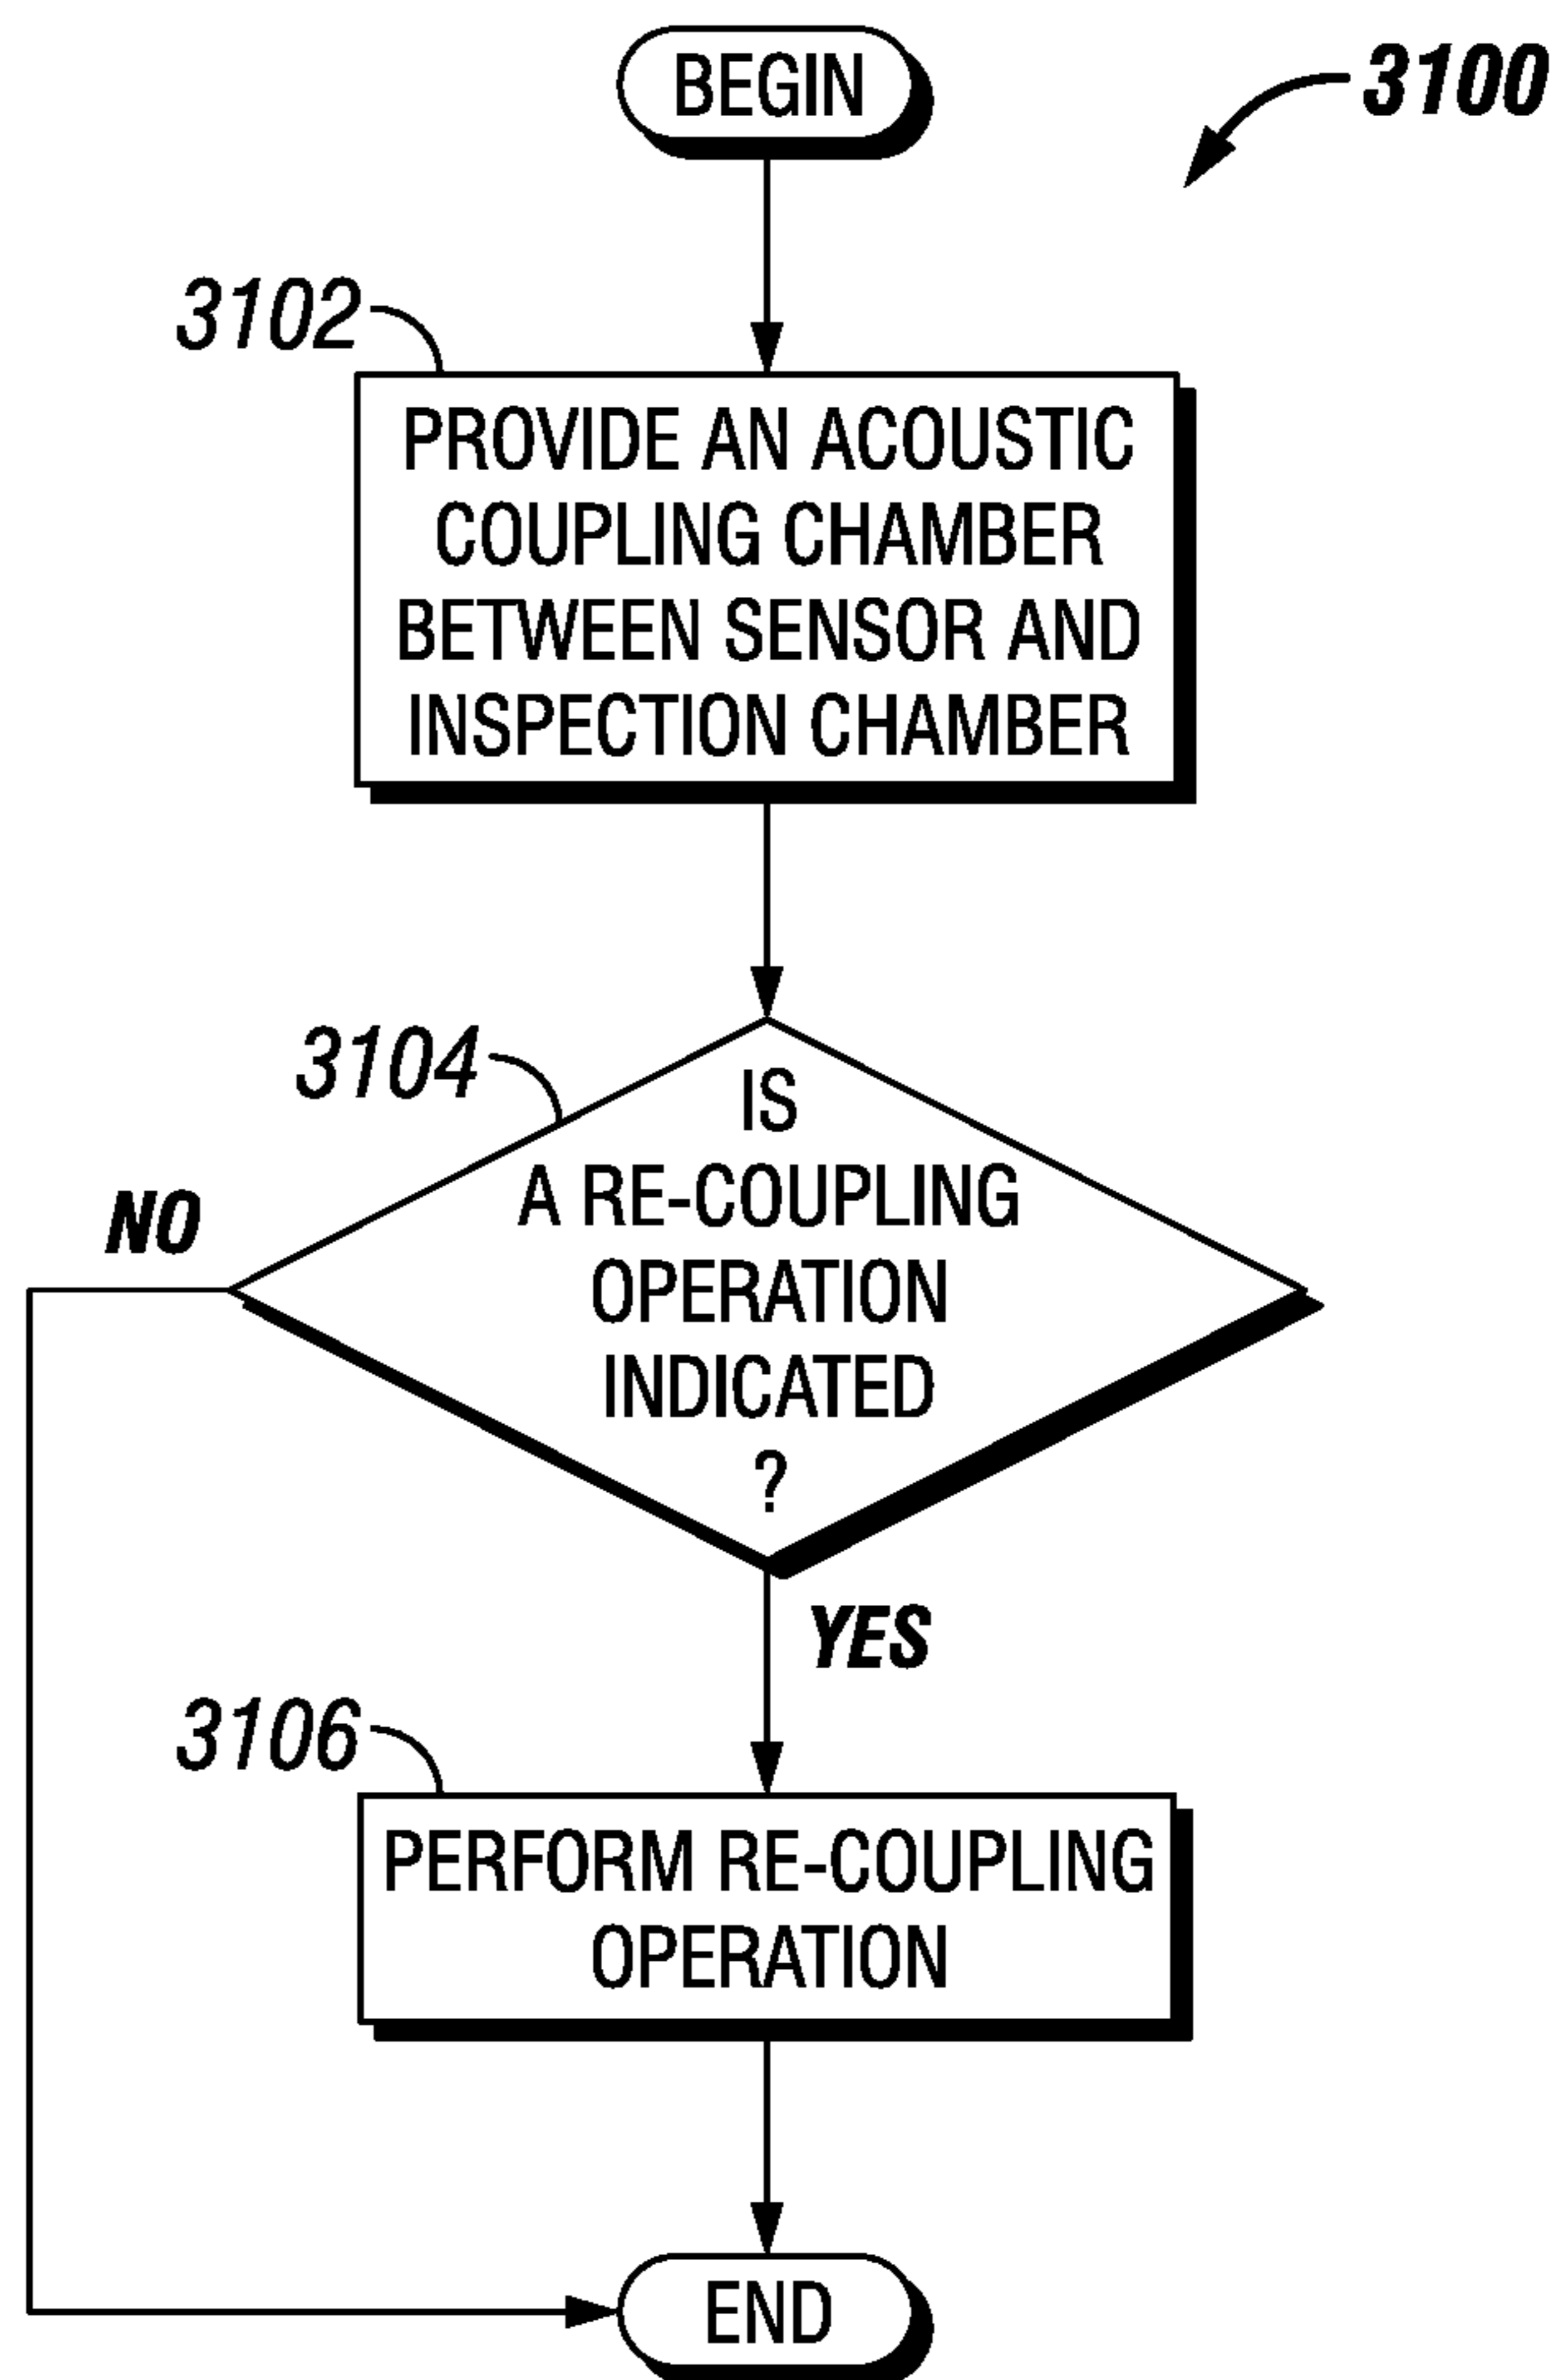 BEGIN
3100
3102
PROVIDE AN ACOUSTIC
COUPLING CHAMBER
BETWEEN SENSOR AND
INSPECTION CHAMBER
3104
IS
A RE-COUPLING
OPERATION
INDICATED
?
NO
YES
3106
PERFORM RE-COUPLING
OPERATION
END